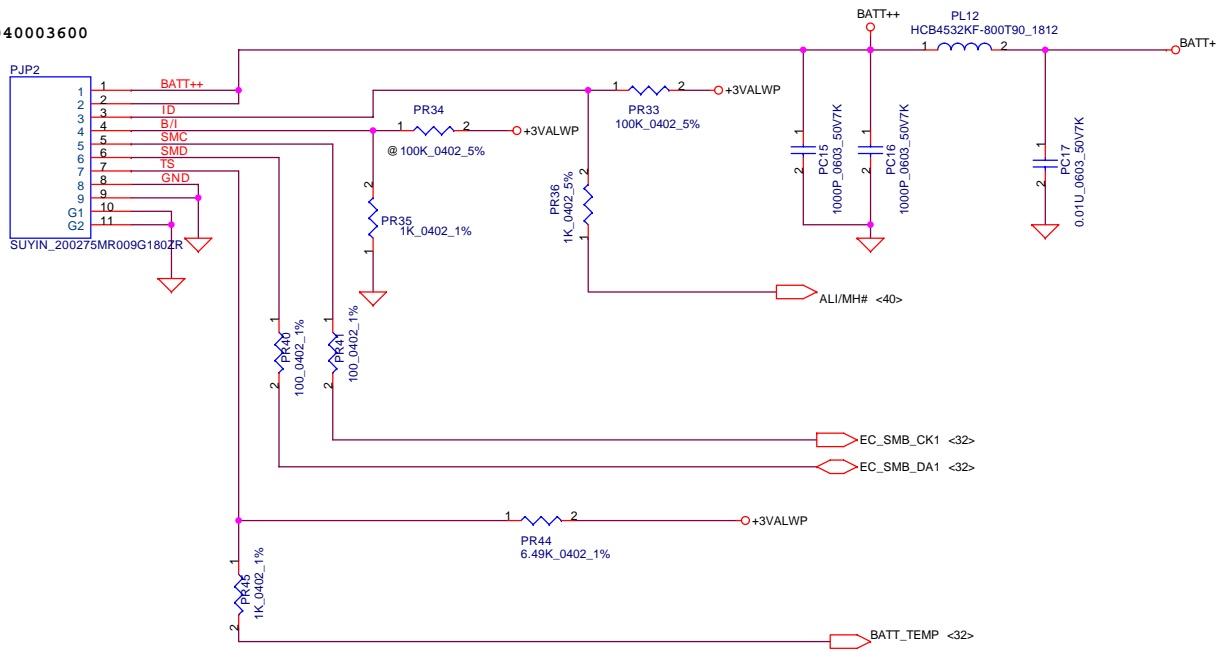 40003600
PJP2
1
2
3
4
5
6
7
8
9
G1
G2
1
2
3
4
5
6
7
8
9
10
11
BATT++
ID
B/I
SMC
SMD
TS
GND
SUYIN_200275MR009G180ZR
PR34
1
2
+3VALWP
@
100K_0402_5%
2
PR35
1K_0402_1%
1
1
2
+3VALWP
PR33
100K_0402_5%
2
PR36
1K_0402_5%
1
ALI/MH# <40>
BATT++
PL12
HCB4532KF-800T90_1812
1
2
BATT+
1
2
PC15
1000P_0603_50V7K
1
2
PC16
1000P_0603_50V7K
1
2
PC17
0.01U_0603_50V7K
1
PR40
100_0402_1%
2
1
PR41
100_0402_1%
2
EC_SMB_CK1 <32>
EC_SMB_DA1 <32>
1
2
+3VALWP
PR44
6.49K_0402_1%
1
PR45
1K_0402_1%
2
BATT_TEMP <32>